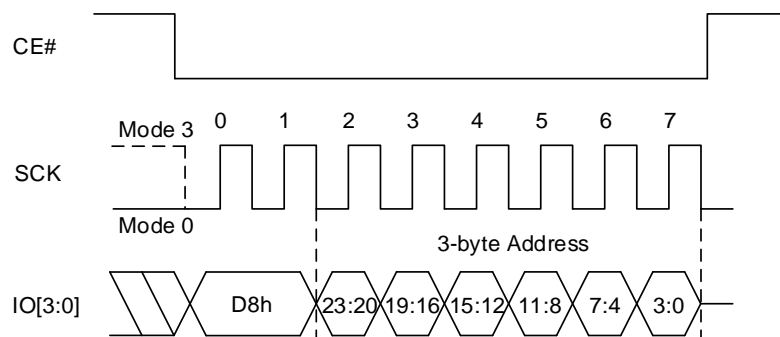 CE#
Mode 3
0 1 2 3 4 5 6 7
SCK
Mode 0
3-byte Address
IO[3:0]
D8h 23:20 19:16 15:12 11:8 7:4 3:0